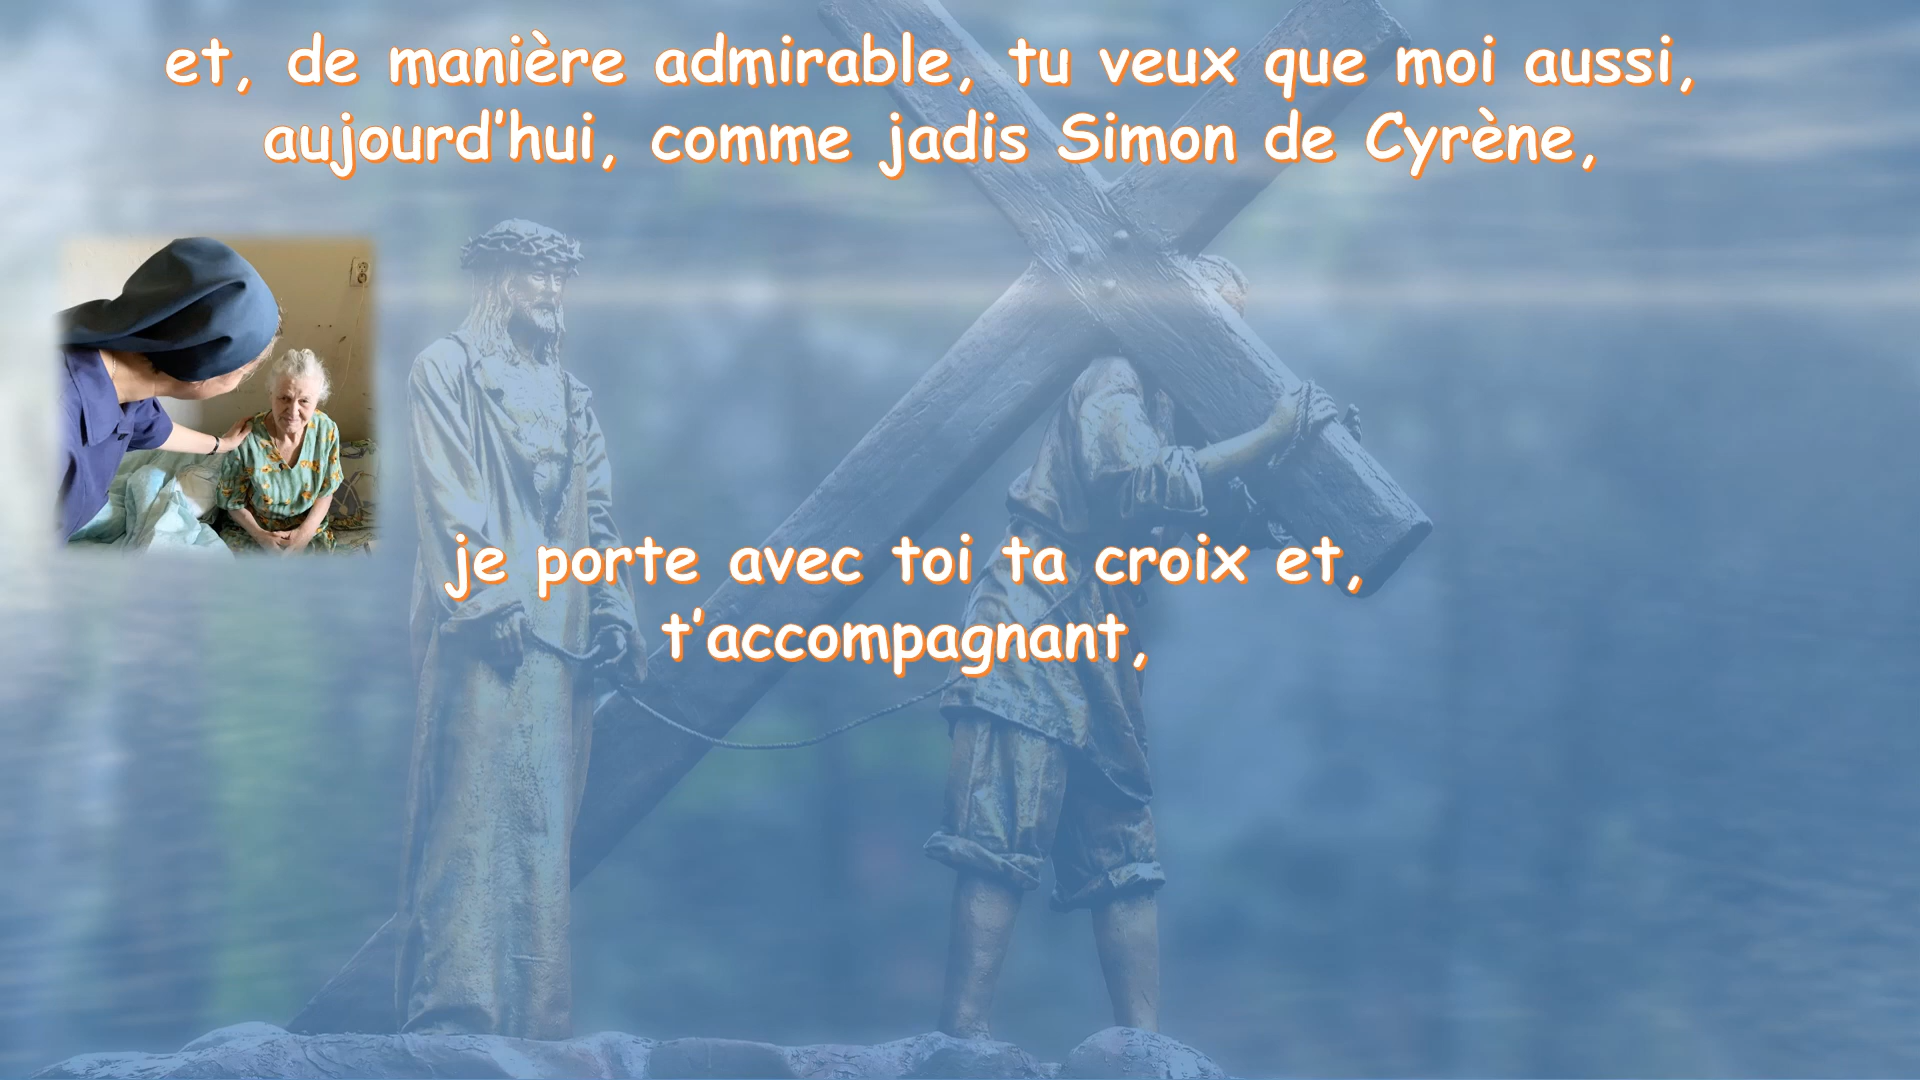 et, de manière admirable, tu veux que moi aussi,
aujourd’hui, comme jadis Simon de Cyrène,
je porte avec toi ta croix et,
t’accompagnant,